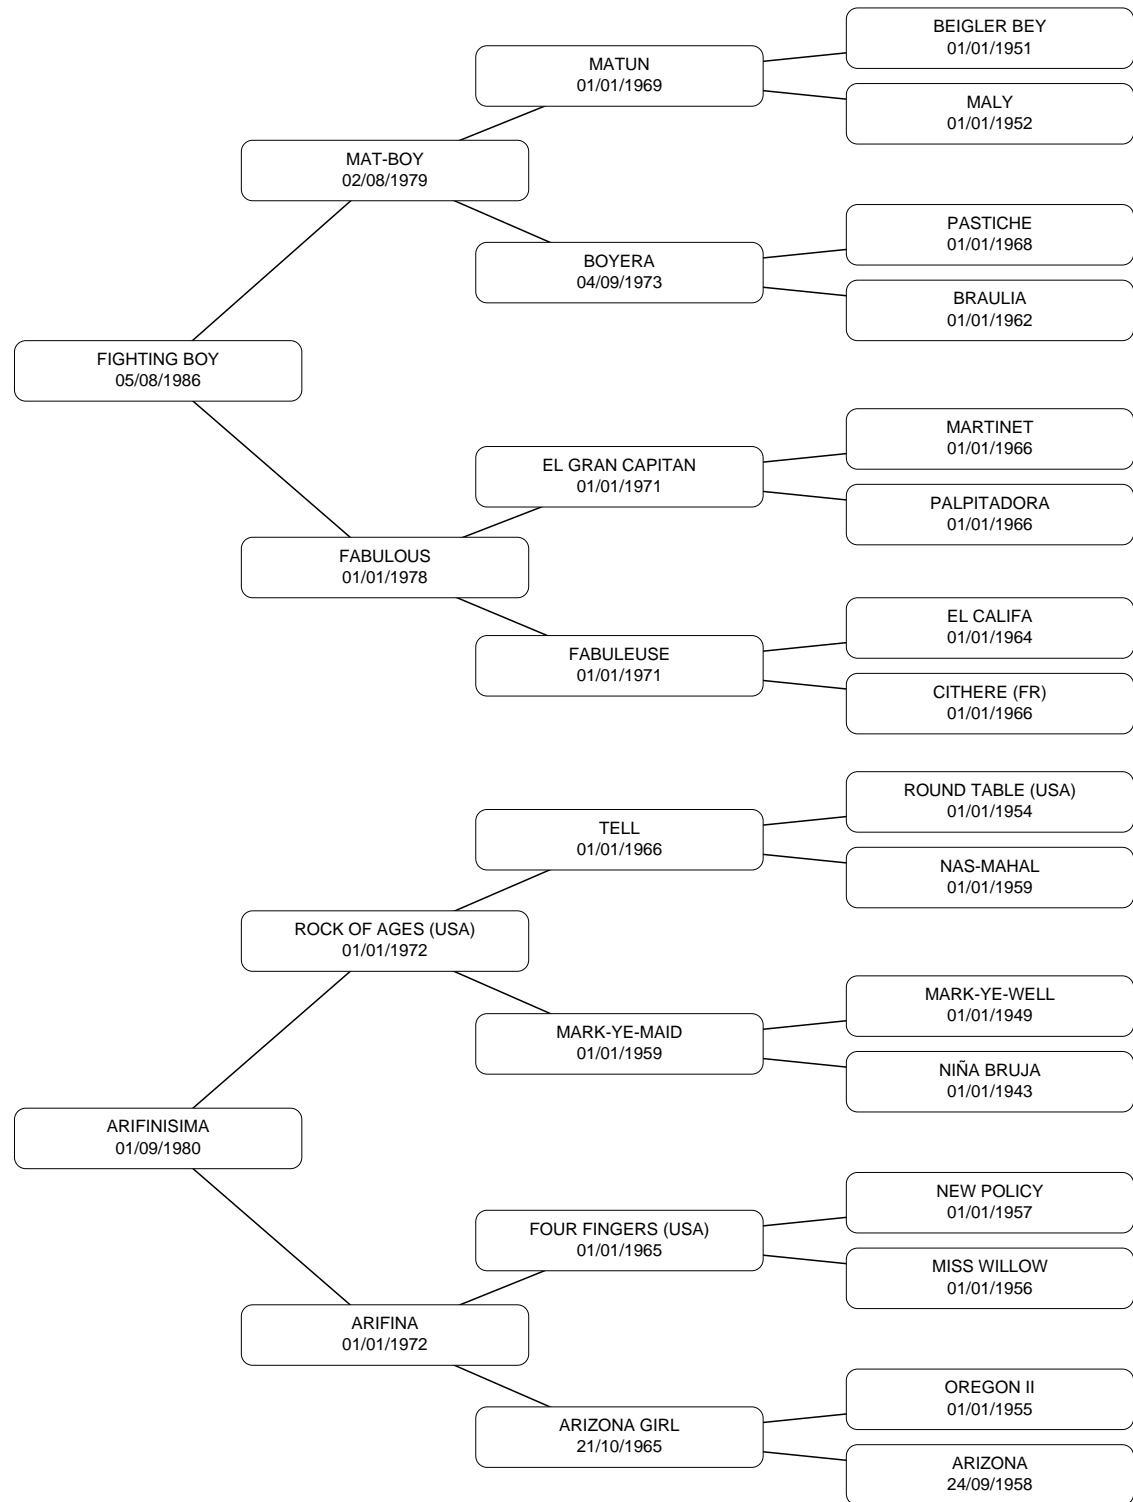 BEIGLER BEY
01/01/1951
MATUN
01/01/1969
MALY
01/01/1952
MAT-BOY
02/08/1979
PASTICHE
01/01/1968
BOYERA
04/09/1973
BRAULIA
01/01/1962
FIGHTING BOY
05/08/1986
MARTINET
01/01/1966
EL GRAN CAPITAN
01/01/1971
PALPITADORA
01/01/1966
FABULOUS
01/01/1978
EL CALIFA
01/01/1964
FABULEUSE
01/01/1971
CITHERE (FR)
01/01/1966
ROUND TABLE (USA)
01/01/1954
TELL
01/01/1966
NAS-MAHAL
01/01/1959
ROCK OF AGES (USA)
01/01/1972
MARK-YE-WELL
01/01/1949
MARK-YE-MAID
01/01/1959
NIÑA BRUJA
01/01/1943
ARIFINISIMA
01/09/1980
NEW POLICY
01/01/1957
FOUR FINGERS (USA)
01/01/1965
MISS WILLOW
01/01/1956
ARIFINA
01/01/1972
OREGON II
01/01/1955
ARIZONA GIRL
21/10/1965
ARIZONA
24/09/1958